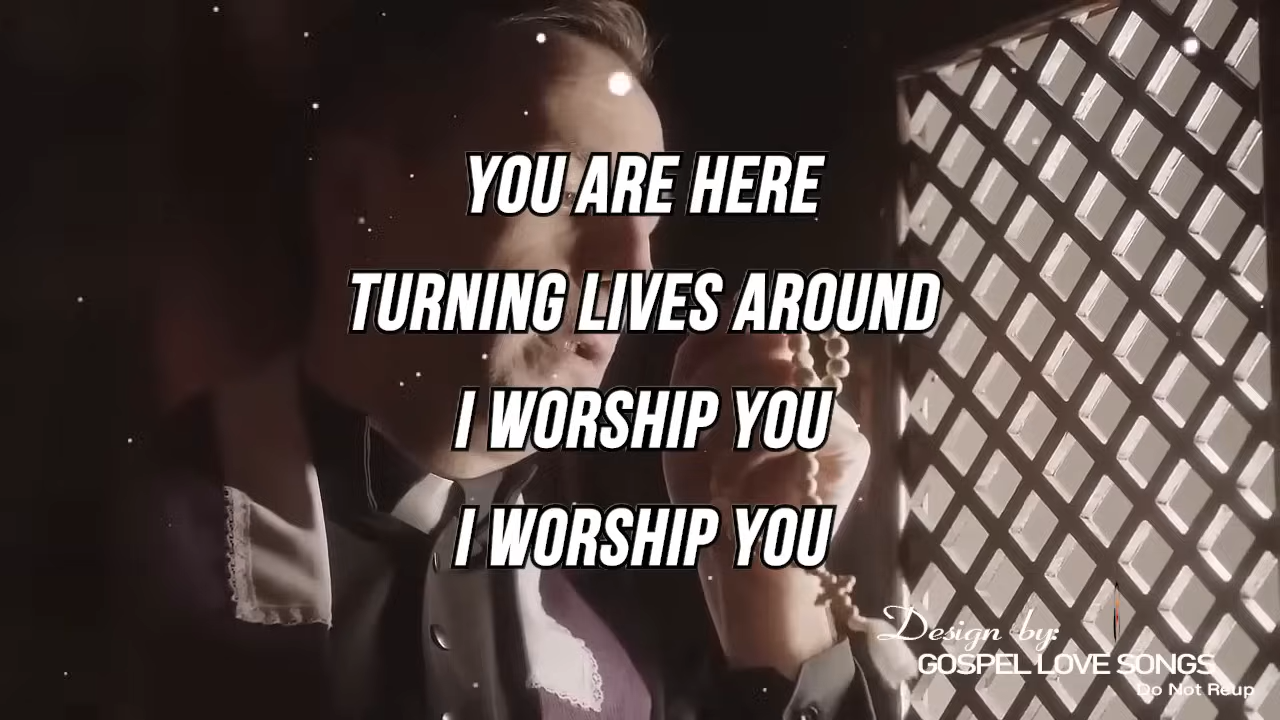 YOU ARE HERE
TURNING LIVES AROUND
I WORSHIP YOU
I WORSHIP YOU
Design by:
GOSPEL LOVE SONGS
Do Not Reup